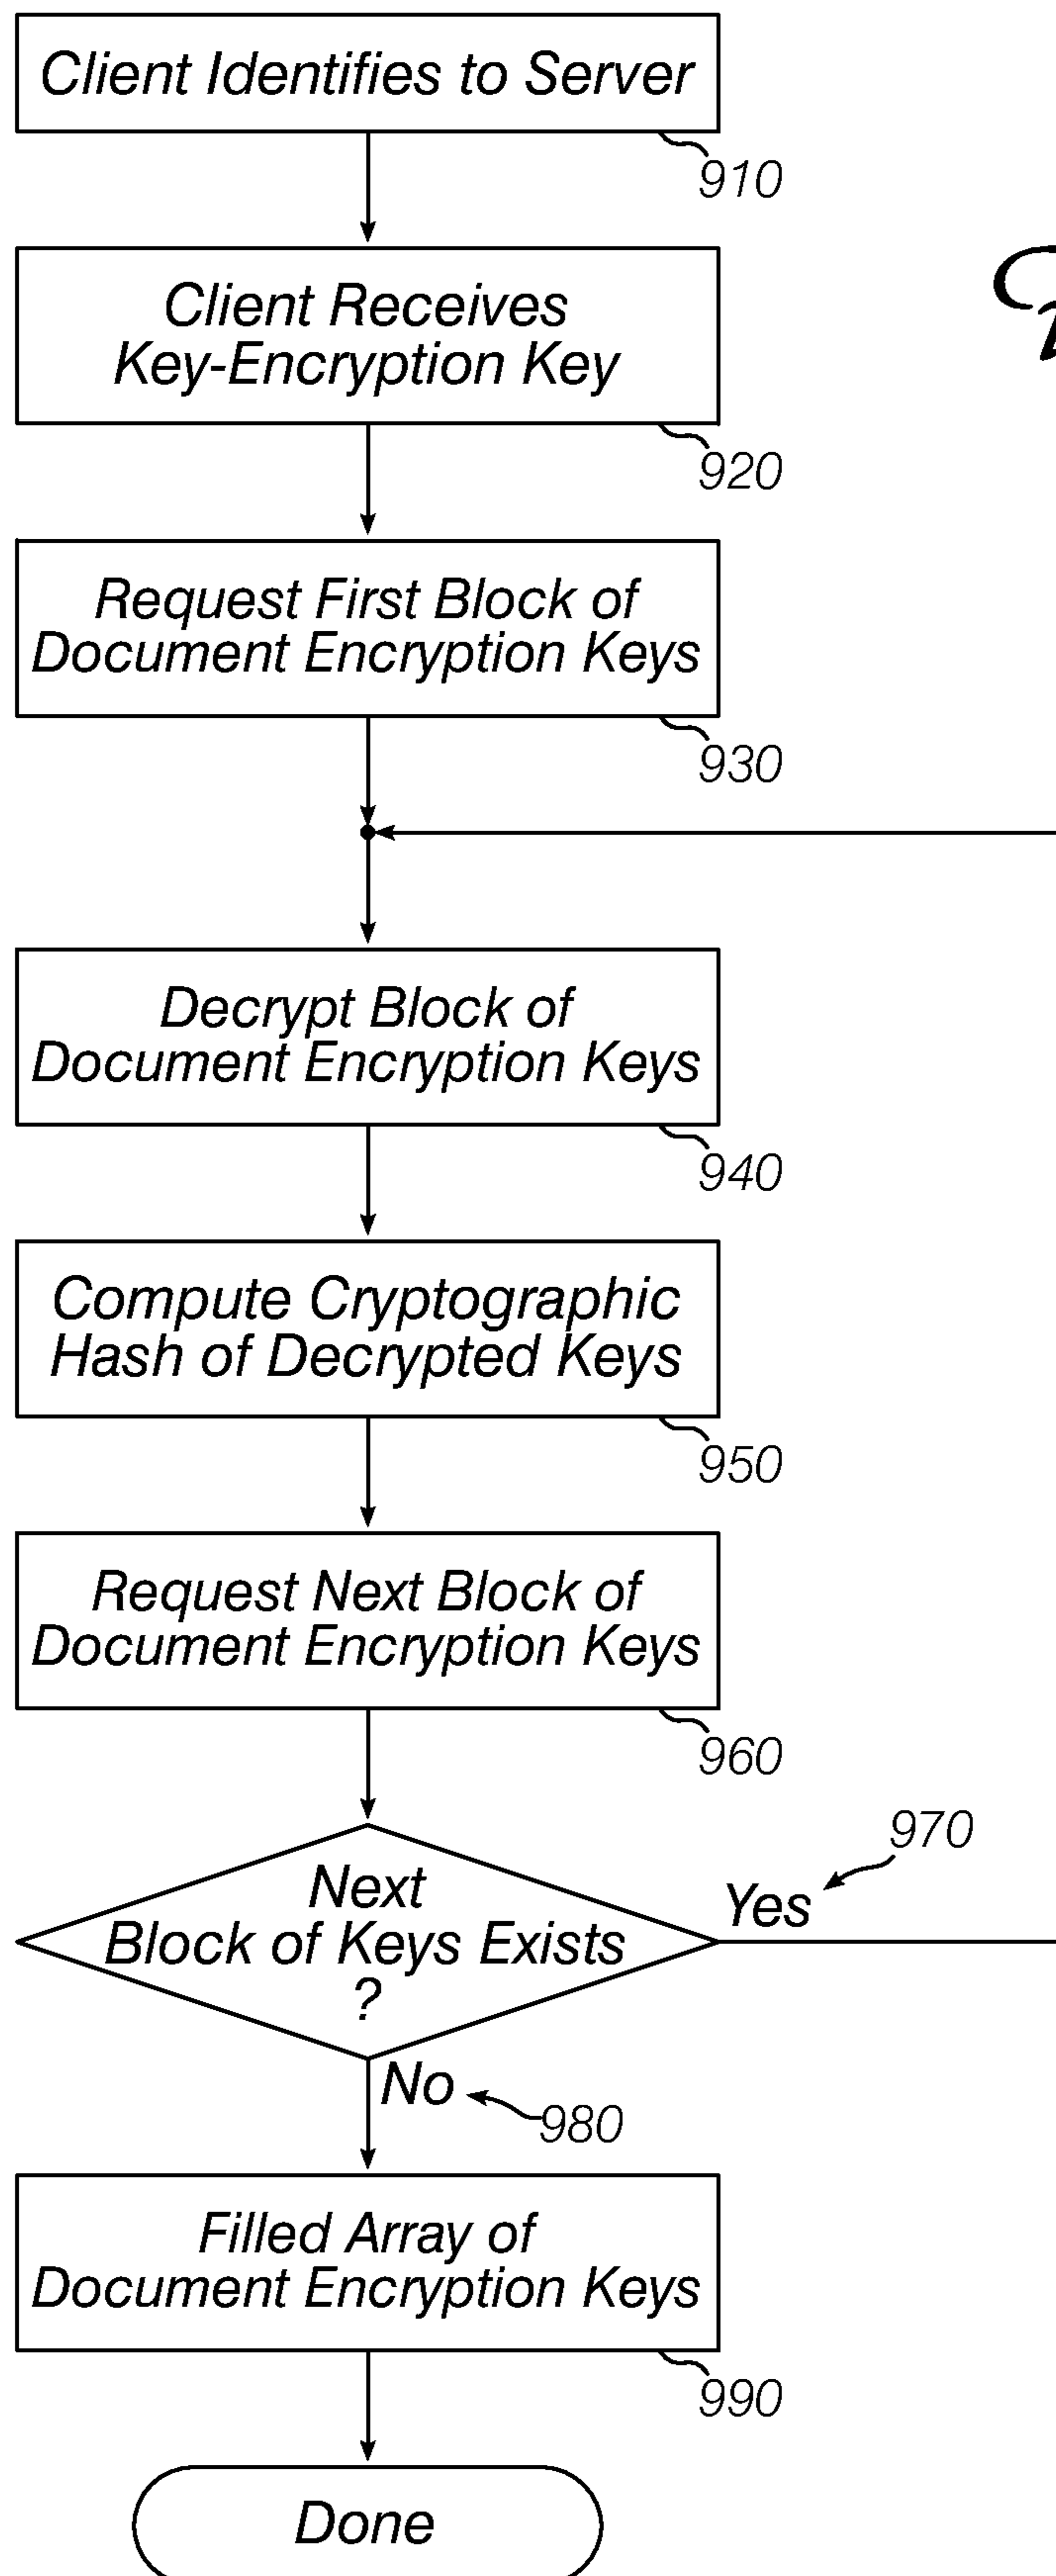 Client Identifies to Server
910
Client Receives
Key-Encryption Key
920
Request First Block of
Document Encryption Keys
930
Decrypt Block of
Document Encryption Keys
940
Compute Cryptographic
Hash of Decrypted Keys
950
Request Next Block of
Document Encryption Keys
960
Next
Block of Keys Exists
?
Yes
970
No
980
Filled Array of
Document Encryption Keys
990
Done